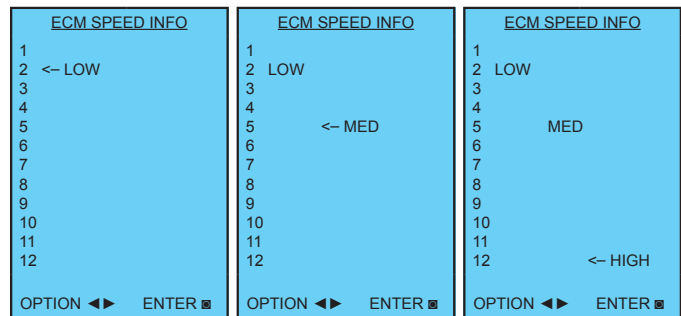 ECM SPEED INFO
1
2 <– LOW
3
4
5
6
7
8
9
10
11
12
OPTION ◄► ENTER ◙
ECM SPEED INFO
1
2 LOW
3
4
5 <– MED
6
7
8
9
10
11
12
OPTION ◄► ENTER ◙
ECM SPEED INFO
1
2 LOW
3
4
5 MED
6
7
8
9
10
11
12 <– HIGH
OPTION ◄► ENTER ◙